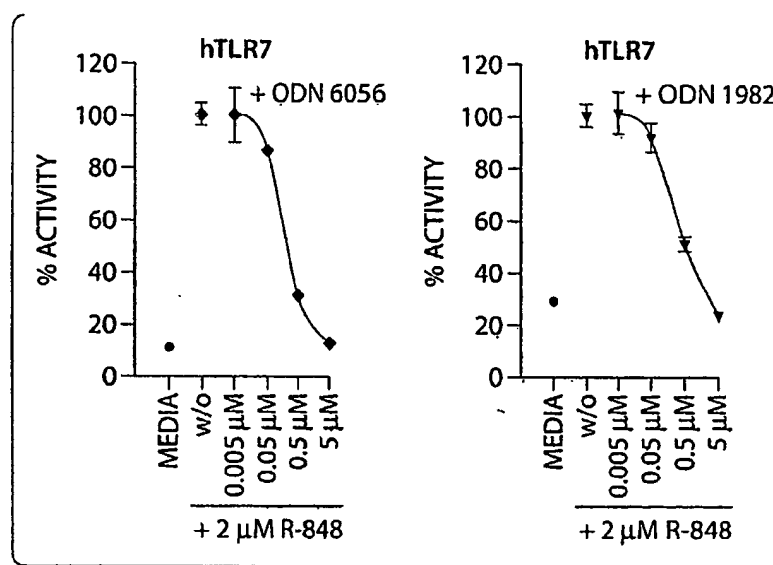 hTLR7
+ ODN 6056
% ACTIVITY
120
100
80
60
40
20
0
MEDIA
w/o
0.005 µM
0.05 µM
0.5 µM
5 µM
+ 2 µM R-848
hTLR7
+ ODN 1982
% ACTIVITY
120
100
80
60
40
20
0
MEDIA
w/o
0.005 µM
0.05 µM
0.5 µM
5 µM
+ 2 µM R-848